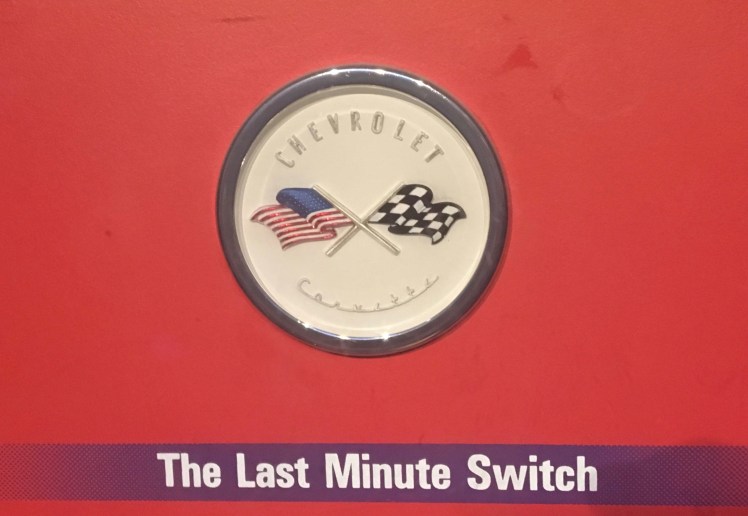 CHEVROLET
Corvette
The Last Minute Switch